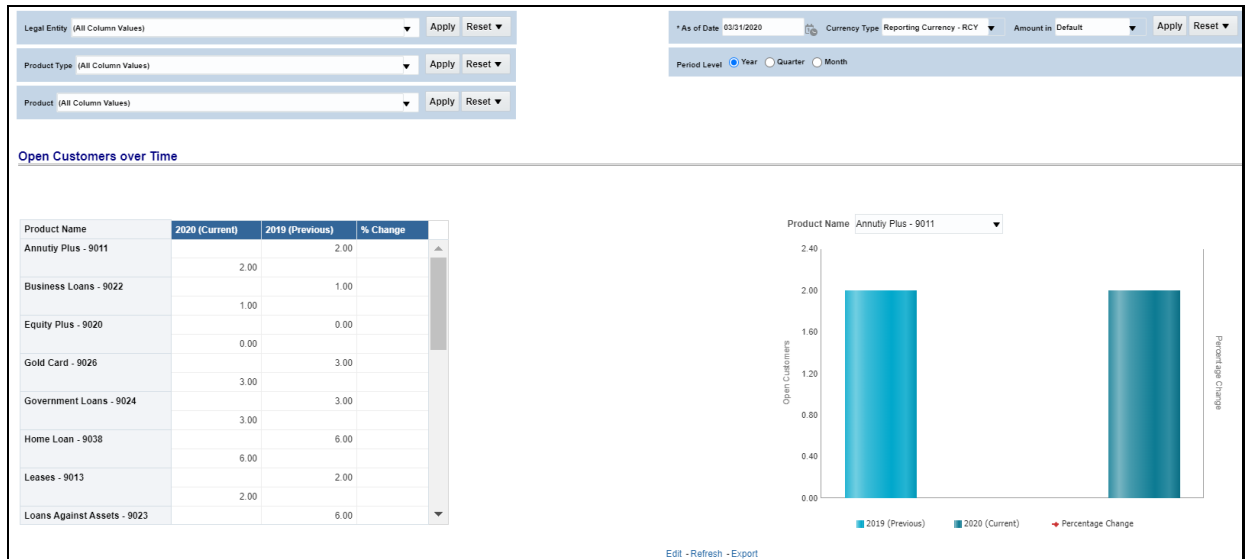 Legal Entity (All Column Values) Apply Reset
* As of Date 03/31/2020 Currency Type Reporting Currency - RCY Amount in Default Apply Reset
Product Type (All Column Values) Apply Reset
Period Level Year Quarter Month
Product (All Column Values) Apply Reset
Open Customers over Time
Product Name 2020 (Current) 2019 (Previous) % Change
Annutiy Plus - 9011 2.00
2.00
Business Loans - 9022 1.00
1.00
Equity Plus - 9020 0.00
0.00
Gold Card - 9026 3.00
3.00
Government Loans - 9024 3.00
3.00
Home Loan - 9038 6.00
6.00
Leases - 9013 2.00
2.00
Loans Against Assets - 9023 6.00
Product Name Annutiy Plus - 9011
2.40
2.00
1.60
1.20
0.80
0.40
0.00
Open Customers
Percentage Change
2019 (Previous) 2020 (Current) Percentage Change
Edit - Refresh - Export